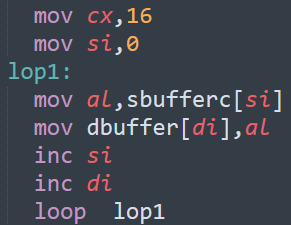 mov cx,16
mov si,0
lop1:
mov al,sbufferc[si]
mov dbuffer[di],al
inc si
inc di
loop  lop1